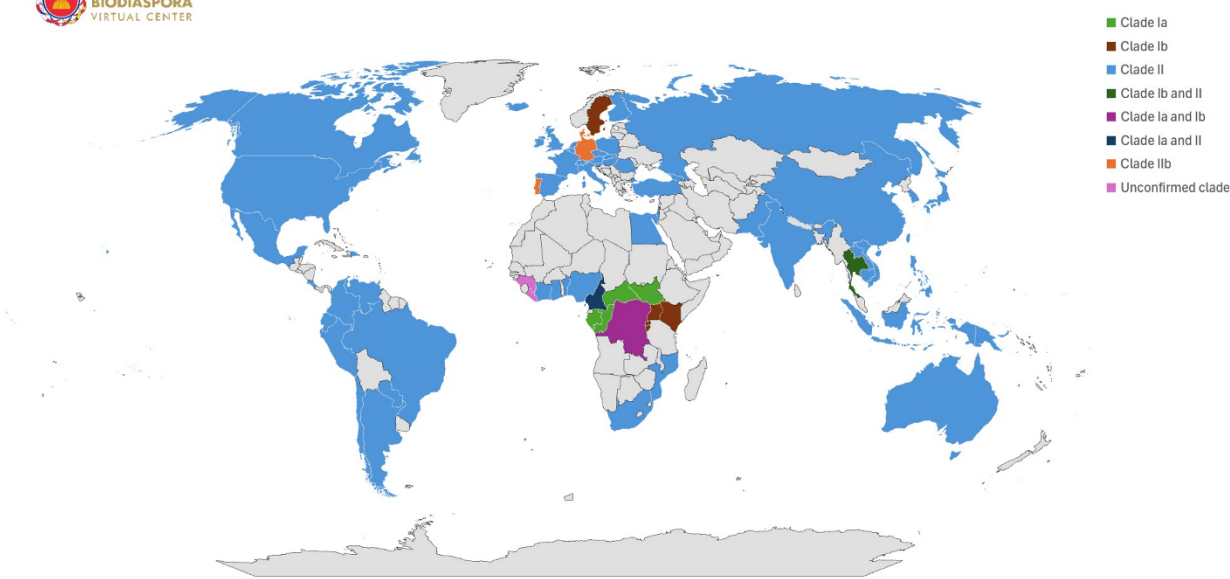 BIODIASPORA
VIRTUAL CENTER
Clade Ia
Clade Ib
Clade II
Clade Ib and II
Clade Ia and Ib
Clade Ia and II
Clade IIb
Unconfirmed clade